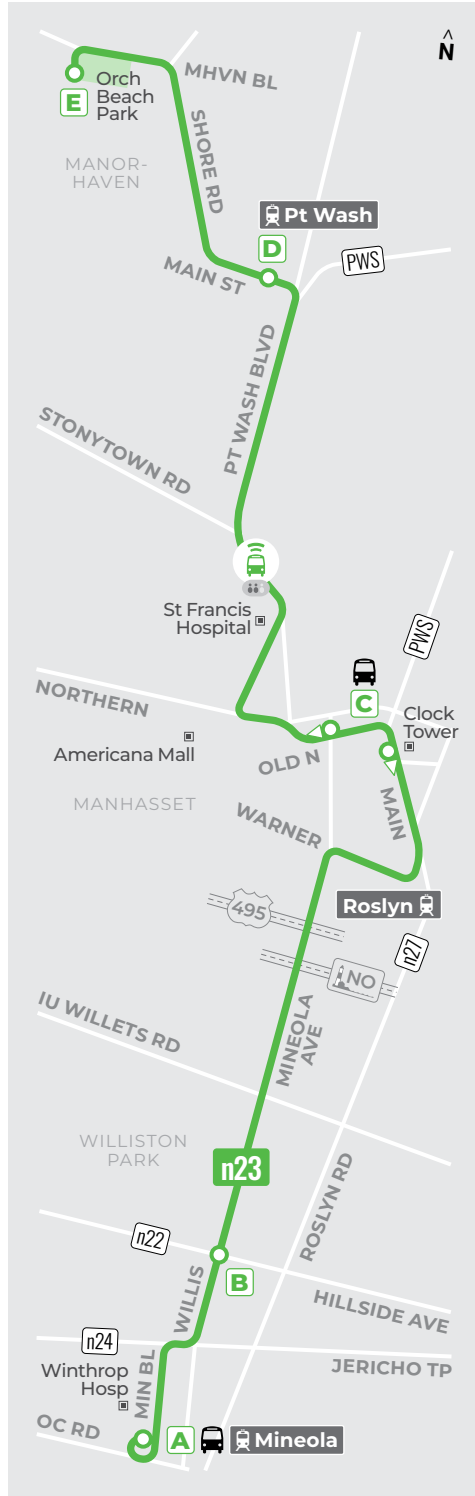 N
Orch
Beach
Park
E
MHVN BL
MANOR-
HAVEN
SHORE RD
Pt Wash
D
MAIN ST
PWS
PT WASH BLVD
STONYTOWN RD
St Francis
Hospital
PWS
NORTHERN
C
Clock
Tower
Americana Mall
OLD N
MANHASSET
WARNER
MAIN
Roslyn
495
n27
NO
MINEOLA
AVE
IU WILLETS RD
WILLISTON
PARK
n23
ROSLYN RD
n22
B
WILLIS
HILLSIDE AVE
n24
JERICHO TP
Winthrop
Hosp
MIN BL
OC RD
A
Mineola